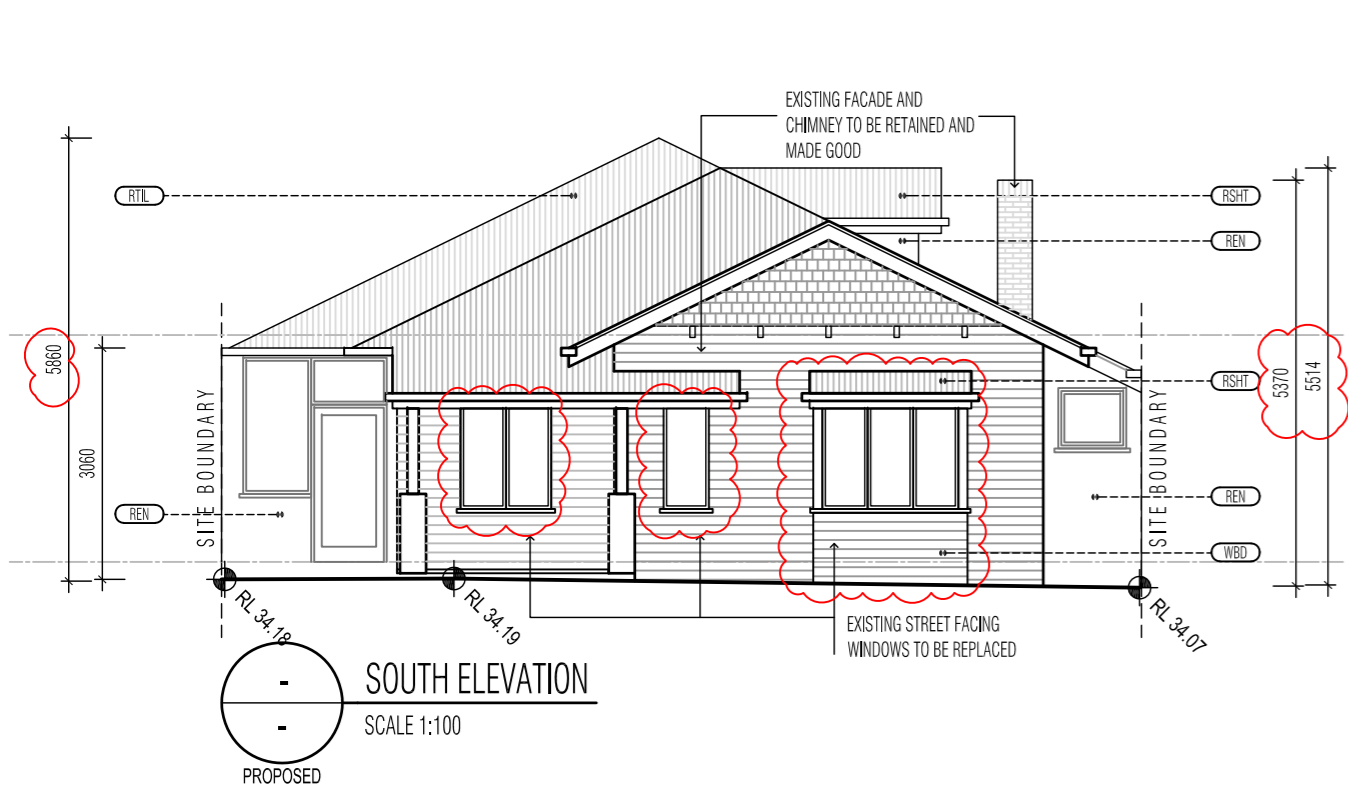 EXISTING FACADE AND
CHIMNEY TO BE RETAINED AND
MADE GOOD
RTIL
RSHT
REN
5860
5370
5514
RSHT
3060
SITE BOUNDARY
SITE BOUNDARY
REN
REN
WBD
RL 34.18
RL 34.19
RL 34.07
EXISTING STREET FACING
WINDOWS TO BE REPLACED
-
-
SOUTH ELEVATION
SCALE 1:100
PROPOSED